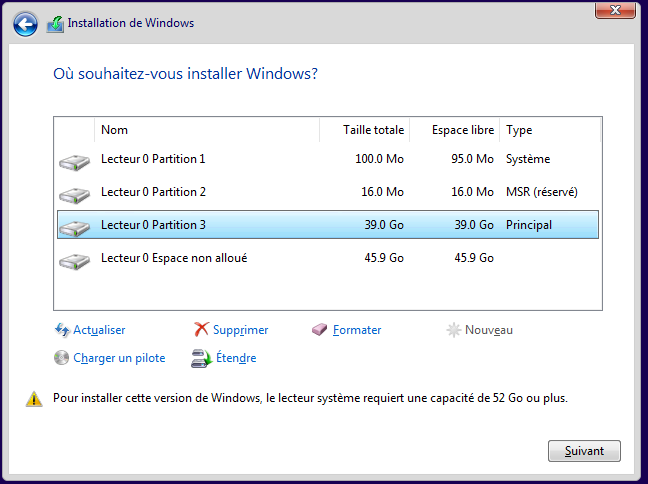 Installation de Windows
Où souhaitez-vous installer Windows?
Nom Taille totale Espace libre Type
Lecteur 0 Partition 1 100.0 Mo 95.0 Mo Système
Lecteur 0 Partition 2 16.0 Mo 16.0 Mo MSR (réservé)
Lecteur 0 Partition 3 39.0 Go 39.0 Go Principal
Lecteur 0 Espace non alloué 45.9 Go 45.9 Go
Actualiser Supprimer Formater Nouveau
Charger un pilote Étendre
Pour installer cette version de Windows, le lecteur système requiert une capacité de 52 Go ou plus.
Suivant